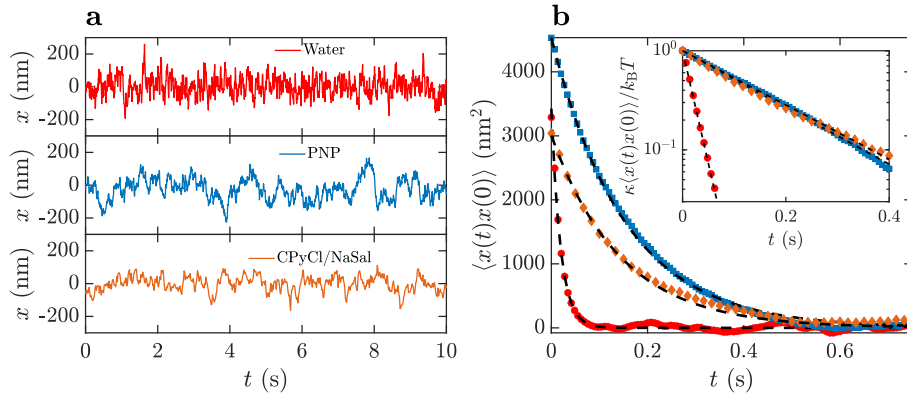 a
200
0
-200
x (nm)
Water
200
0
-200
x (nm)
PNP
200
0
-200
x (nm)
CPyCl/NaSal
0 2 4 6 8 10
t (s)
b
4000
3000
2000
1000
0
⟨x(t)x(0)⟩ (nm²)
0 0.2 0.4 0.6
t (s)
10⁰
10⁻¹
κ⟨x(t)x(0)⟩/k_BT
0 0.2 0.4
t (s)